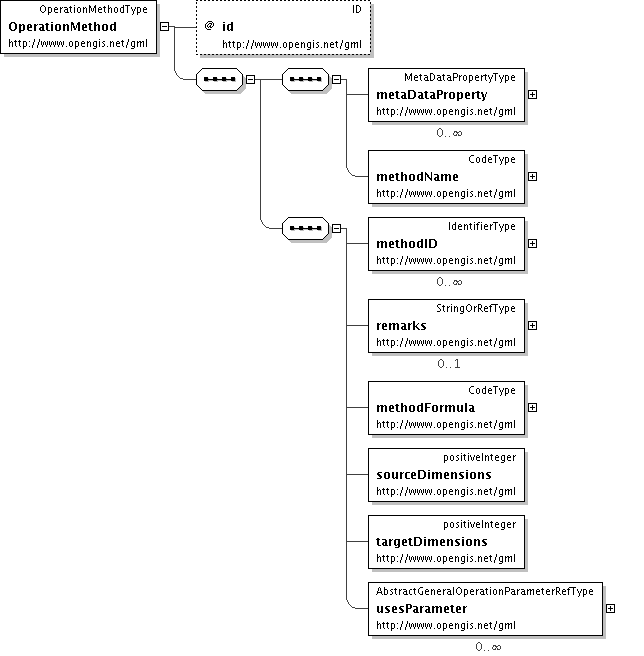 OperationMethodType
OperationMethod
http://www.opengis.net/gml
ID
@ id
http://www.opengis.net/gml
MetaDataPropertyType
metaDataProperty
http://www.opengis.net/gml
0..∞
CodeType
methodName
http://www.opengis.net/gml
IdentifierType
methodID
http://www.opengis.net/gml
0..∞
StringOrRefType
remarks
http://www.opengis.net/gml
0..1
CodeType
methodFormula
http://www.opengis.net/gml
positiveInteger
sourceDimensions
http://www.opengis.net/gml
positiveInteger
targetDimensions
http://www.opengis.net/gml
AbstractGeneralOperationParameterRefType
usesParameter
http://www.opengis.net/gml
0..∞